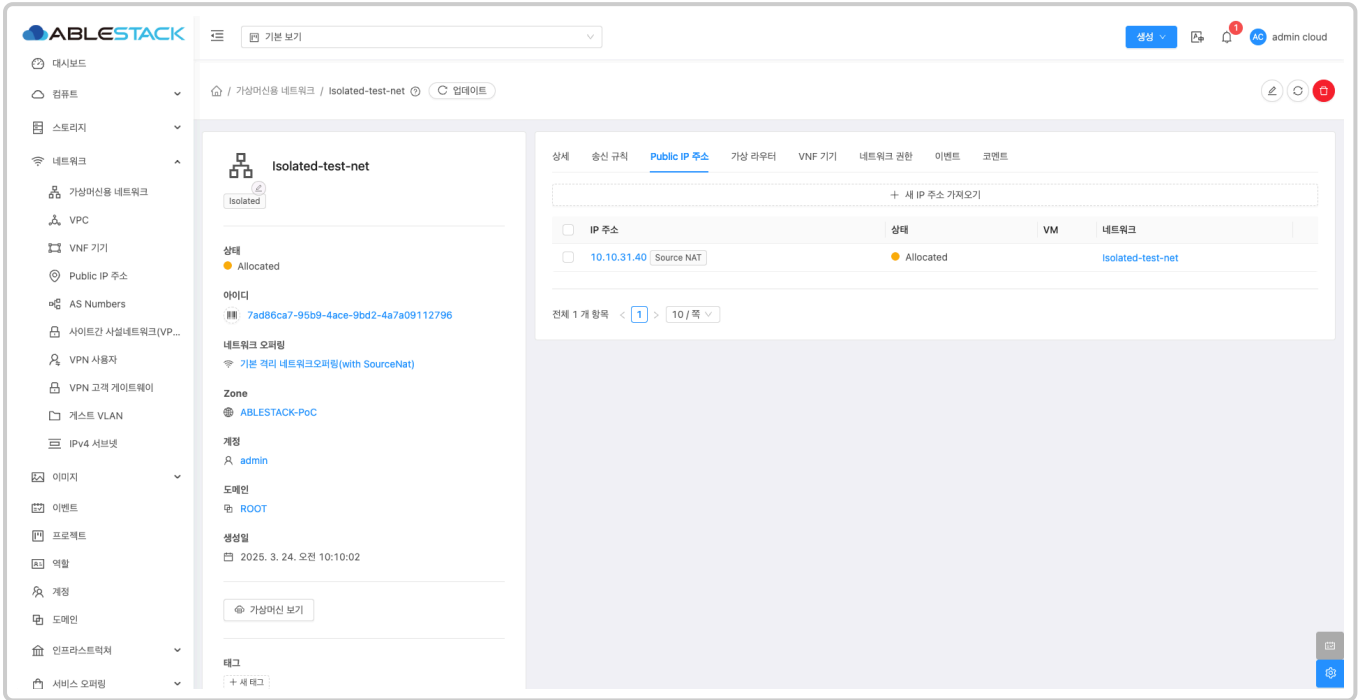 ABLESTACK
기본 보기
생성
1
AC
admin cloud
대시보드
컴퓨트
스토리지
네트워크
가상머신용 네트워크
VPC
VNF 기기
Public IP 주소
AS Numbers
사이트간 사설네트워크(VP...
VPN 사용자
VPN 고객 게이트웨이
게스트 VLAN
IPv4 서브넷
이미지
이벤트
프로젝트
역할
계정
도메인
인프라스트럭쳐
서비스 오퍼링
/ 가상머신용 네트워크 / Isolated-test-net
업데이트
Isolated-test-net
Isolated
상태
Allocated
아이디
7ad86ca7-95b9-4ace-9bd2-4a7a09112796
네트워크 오퍼링
기본 격리 네트워크오퍼링(with SourceNat)
Zone
ABLESTACK-PoC
계정
admin
도메인
ROOT
생성일
2025. 3. 24. 오전 10:10:02
가상머신 보기
태그
+ 새 태그
상세 송신 규칙 Public IP 주소 가상 라우터 VNF 기기 네트워크 권한 이벤트 코멘트
+ 새 IP 주소 가져오기
IP 주소 상태 VM 네트워크
10.10.31.40 Source NAT Allocated Isolated-test-net
전체 1 개 항목 < 1 > 10 / 쪽